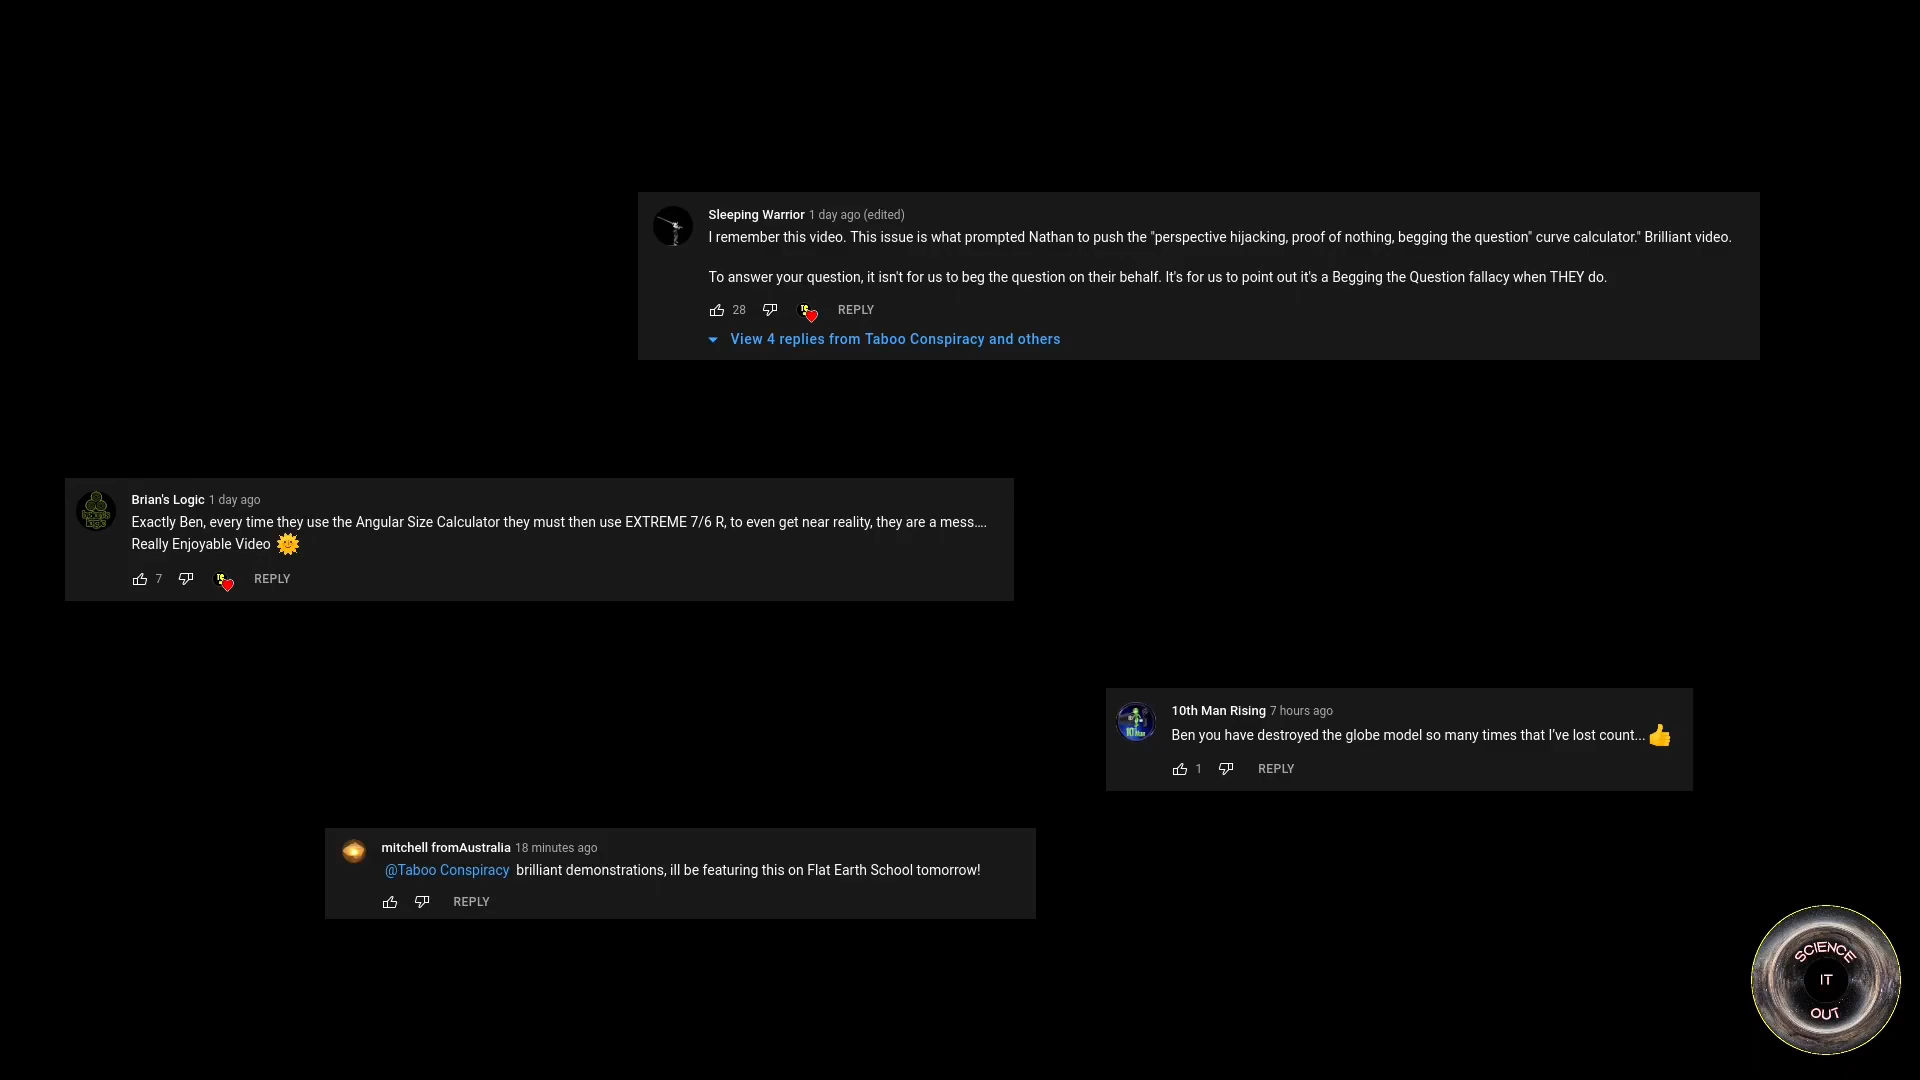 Sleeping Warrior 1 day ago (edited)
I remember this video. This issue is what prompted Nathan to push the "perspective hijacking, proof of nothing, begging the question" curve calculator." Brilliant video.
To answer your question, it isn't for us to beg the question on their behalf. It's for us to point out it's a Begging the Question fallacy when THEY do.
28 REPLY
View 4 replies from Taboo Conspiracy and others
Brian's Logic 1 day ago
Exactly Ben, every time they use the Angular Size Calculator they must then use EXTREME 7/6 R, to even get near reality, they are a mess....
Really Enjoyable Video
7 REPLY
10th Man Rising 7 hours ago
Ben you have destroyed the globe model so many times that I've lost count...
1 REPLY
mitchell fromAustralia 18 minutes ago
@Taboo Conspiracy brilliant demonstrations, ill be featuring this on Flat Earth School tomorrow!
REPLY
SCIENCE
IT
OUT